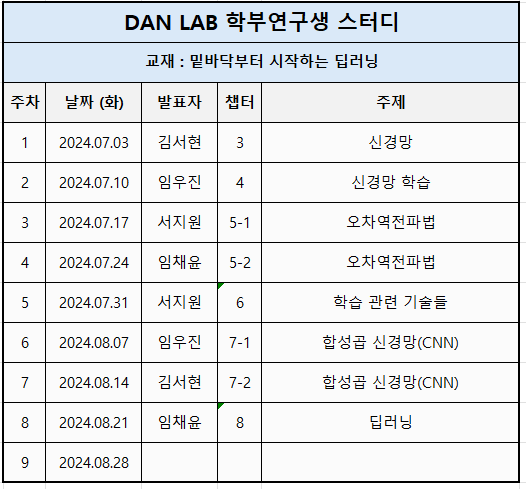 DAN LAB 학부연구생 스터디
교재 : 밑바닥부터 시작하는 딥러닝
주차 날짜 (화) 발표자 챕터 주제
1 2024.07.03 김서현 3 신경망
2 2024.07.10 임우진 4 신경망 학습
3 2024.07.17 서지원 5-1 오차역전파법
4 2024.07.24 임채윤 5-2 오차역전파법
5 2024.07.31 서지원 6 학습 관련 기술들
6 2024.08.07 임우진 7-1 합성곱 신경망(CNN)
7 2024.08.14 김서현 7-2 합성곱 신경망(CNN)
8 2024.08.21 임채윤 8 딥러닝
9 2024.08.28